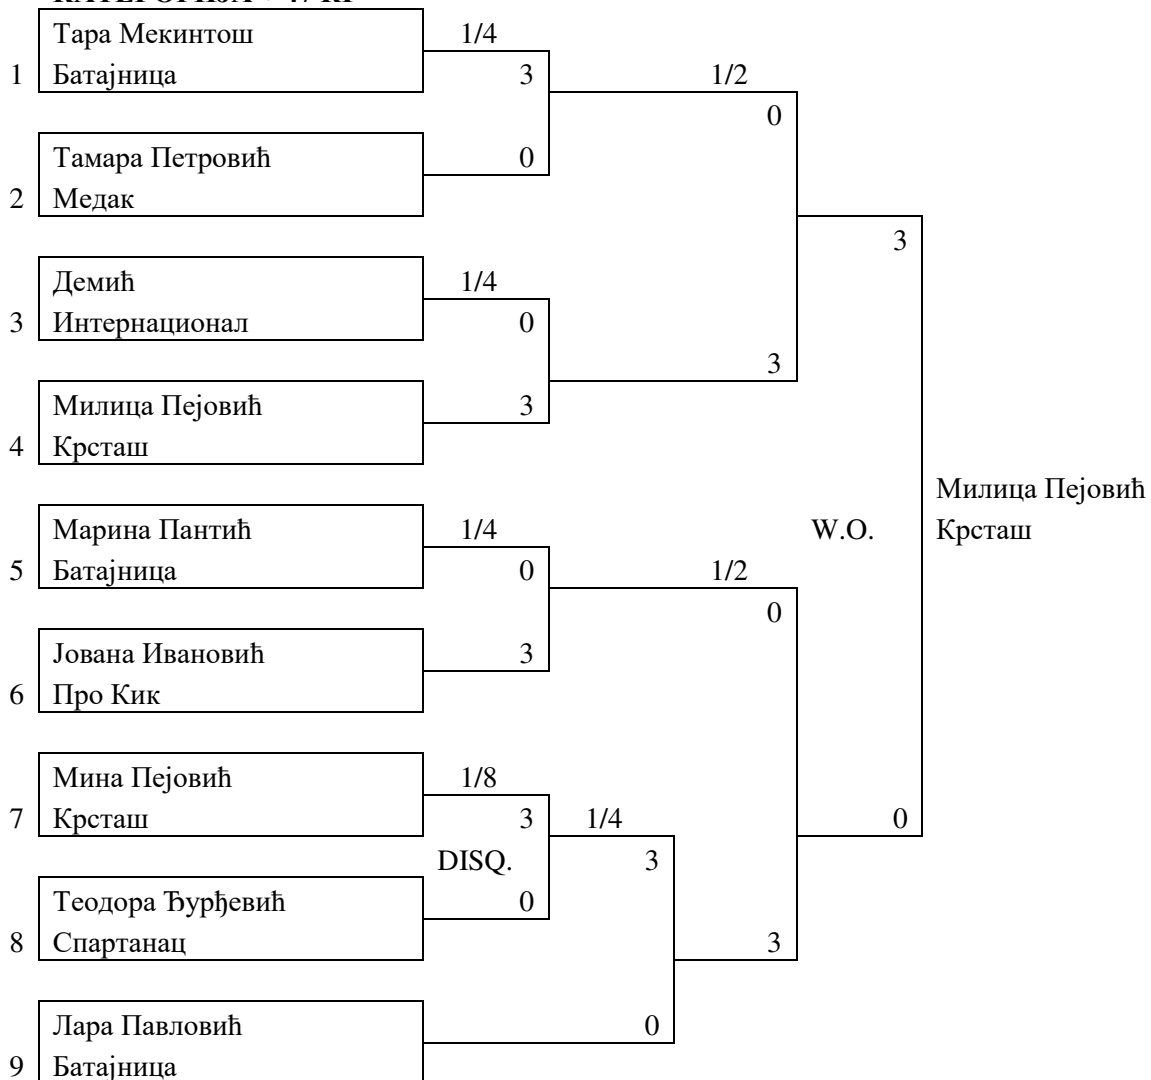 Тара Мекинтош
1/4
1
Батајница
3
1/2
0
Тамара Петровић
0
2
Медак
3
Демић
1/4
3
Интернационал
0
3
Милица Пејовић
3
4
Крсташ
Милица Пејовић
Марина Пантић
1/4
W.O.
Крсташ
5
Батајница
0
1/2
0
Јована Ивановић
3
6
Про Кик
Мина Пејовић
1/8
7
Крсташ
3
1/4
0
DISQ.
3
Теодора Ђурђевић
0
8
Спартанац
3
Лара Павловић
0
9
Батајница